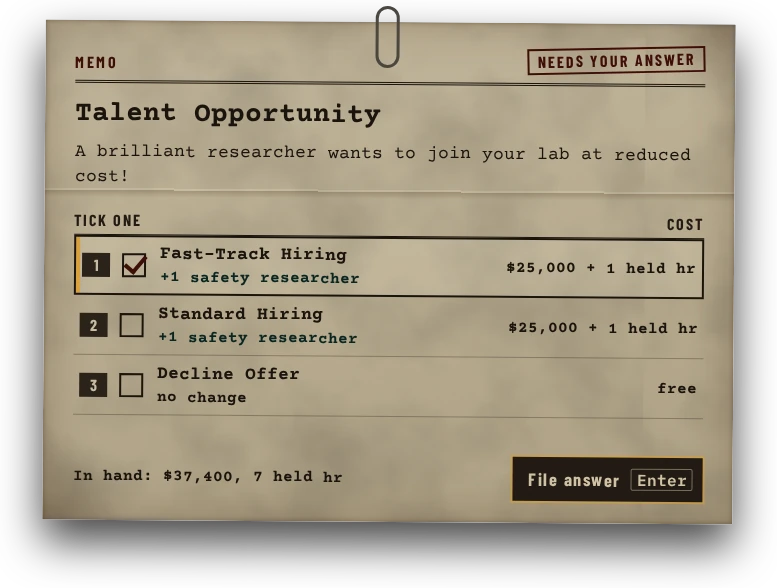 MEMO
NEEDS YOUR ANSWER
Talent Opportunity
A brilliant researcher wants to join your lab at reduced
cost!
TICK ONE
COST
1 Fast-Track Hiring
+1 safety researcher
$25,000 + 1 held hr
2 Standard Hiring
+1 safety researcher
$25,000 + 1 held hr
3 Decline Offer
no change
free
In hand: $37,400, 7 held hr
File answer Enter